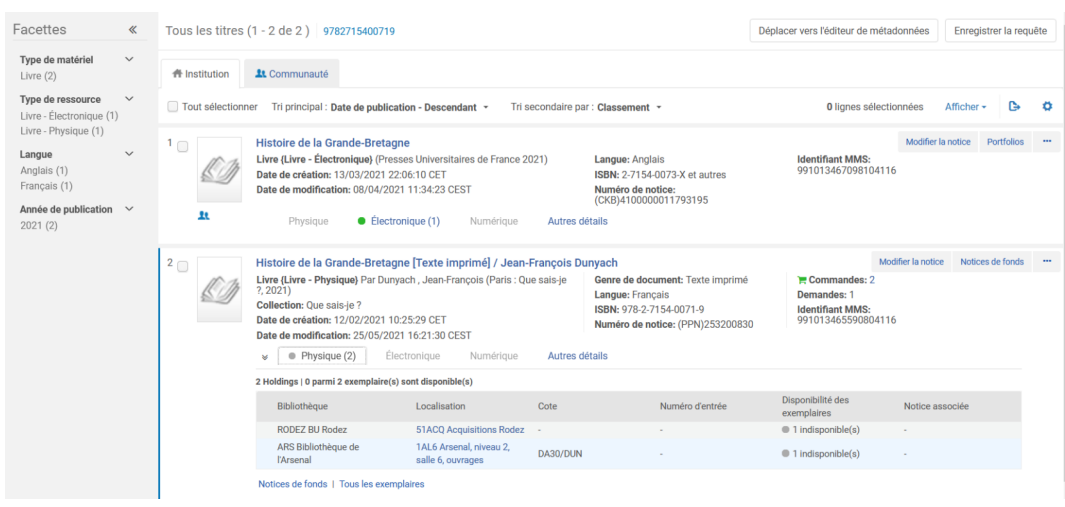 Facettes
Type de matériel
Livre (2)
Type de ressource
Livre - Électronique (1)
Livre - Physique (1)
Langue
Anglais (1)
Français (1)
Année de publication
2021 (2)
Tous les titres (1 - 2 de 2 ) 9782715400719
Déplacer vers l'éditeur de métadonnées Enregistrer la requête
Institution Communauté
Tout sélectionner Tri principal : Date de publication - Descendant Tri secondaire par : Classement 0 lignes sélectionnées Afficher
1 Histoire de la Grande-Bretagne Modifier la notice Portfolios ···
Livre {Livre - Électronique} (Presses Universitaires de France 2021)
Date de création: 13/03/2021 22:06:10 CET
Date de modification: 08/04/2021 11:34:23 CEST
Langue: Anglais
ISBN: 2-7154-0073-X et autres
Numéro de notice:
(CKB)4100000011793195
Identifiant MMS:
991013467098104116
Physique Électronique (1) Numérique Autres détails
2 Histoire de la Grande-Bretagne [Texte imprimé] / Jean-François Dunyach Modifier la notice Notices de fonds ···
Livre {Livre - Physique} Par Dunyach , Jean-François (Paris : Que sais-je
?, 2021)
Collection: Que sais-je ?
Date de création: 12/02/2021 10:25:29 CET
Date de modification: 25/05/2021 16:21:30 CEST
Genre de document: Texte imprimé
Langue: Français
ISBN: 978-2-7154-0071-9
Numéro de notice: (PPN)253200830
Commandes: 2
Demandes: 1
Identifiant MMS:
991013465590804116
Physique (2) Électronique Numérique Autres détails
2 Holdings | 0 parmi 2 exemplaire(s) sont disponible(s)
Bibliothèque Localisation Cote Numéro d'entrée Disponibilité des exemplaires Notice associée
RODEZ BU Rodez 51ACQ Acquisitions Rodez - - 1 indisponible(s) -
ARS Bibliothèque de l'Arsenal 1AL6 Arsenal, niveau 2, salle 6, ouvrages DA30/DUN - 1 indisponible(s) -
Notices de fonds | Tous les exemplaires